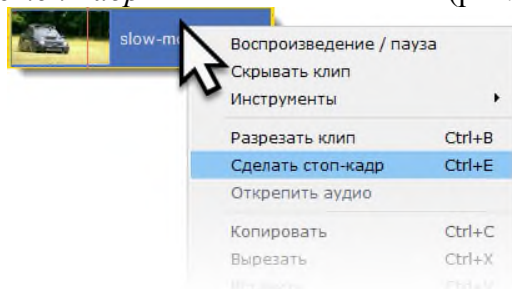 slow-mo
Воспроизведение / пауза
Скрывать клип
Инструменты
Разрезать клип Ctrl+B
Сделать стоп-кадр Ctrl+E
Открепить аудио
Копировать Ctrl+C
Вырезать Ctrl+X